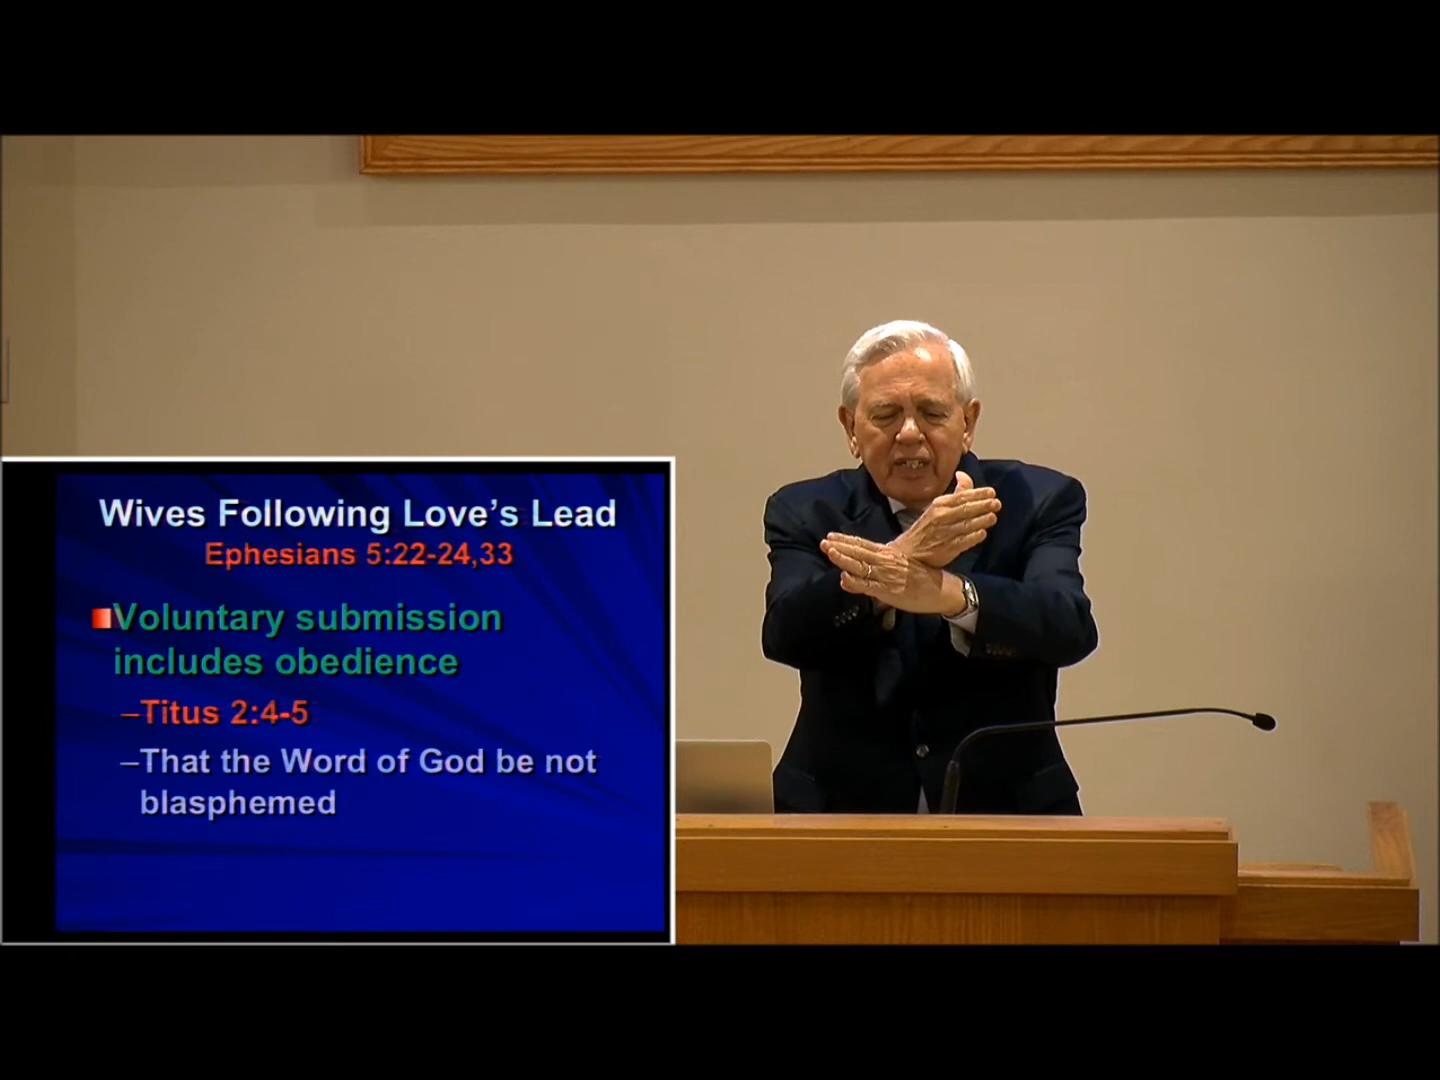 Wives Following Love's Lead
Ephesians 5:22-24,33
Voluntary submission
includes obedience
–Titus 2:4-5
–That the Word of God be not
blasphemed